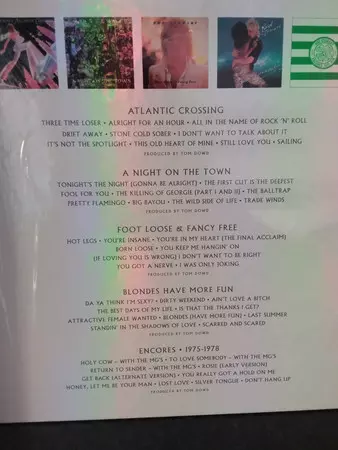 ATLANTIC CROSSING
THREE TIME LOSER • ALRIGHT FOR AN HOUR • ALL IN THE NAME OF ROCK 'N' ROLL
DRIFT AWAY • STONE COLD SOBER • I DON'T WANT TO TALK ABOUT IT
IT'S NOT THE SPOTLIGHT • THIS OLD HEART OF MINE • STILL LOVE YOU • SAILING
PRODUCED BY TOM DOWD
A NIGHT ON THE TOWN
TONIGHT'S THE NIGHT (GONNA BE ALRIGHT) • THE FIRST CUT IS THE DEEPEST
FOOL FOR YOU • THE KILLING OF GEORGIE (PART I AND II) • THE BALLTRAP
PRETTY FLAMINGO • BIG BAYOU • THE WILD SIDE OF LIFE • TRADE WINDS
PRODUCED BY TOM DOWD
FOOT LOOSE & FANCY FREE
HOT LEGS • YOU'RE INSANE • YOU'RE IN MY HEART (THE FINAL ACCLAIM)
BORN LOOSE • YOU KEEP ME HANGIN' ON
(IF LOVING YOU IS WRONG) I DON'T WANT TO BE RIGHT
YOU GOT A NERVE • I WAS ONLY JOKING
PRODUCED BY TOM DOWD
BLONDES HAVE MORE FUN
DA YA THINK I'M SEXY? • DIRTY WEEKEND • AIN'T LOVE A BITCH
THE BEST DAYS OF MY LIFE • IS THAT THE THANKS I GET?
ATTRACTIVE FEMALE WANTED • BLONDES (HAVE MORE FUN) • LAST SUMMER
STANDIN' IN THE SHADOWS OF LOVE • SCARRED AND SCARED
PRODUCED BY TOM DOWD
ENCORES • 1975-1978
HOLY COW – WITH THE MG'S • TO LOVE SOMEBODY – WITH THE MG'S
RETURN TO SENDER – WITH THE MG'S • ROSIE (EARLY VERSION)
GET BACK (ALTERNATE VERSION) • YOU REALLY GOT A HOLD ON ME
HONEY, LET ME BE YOUR MAN • LOST LOVE • SILVER TONGUE • DON'T HANG UP
PRODUCED BY TOM DOWD